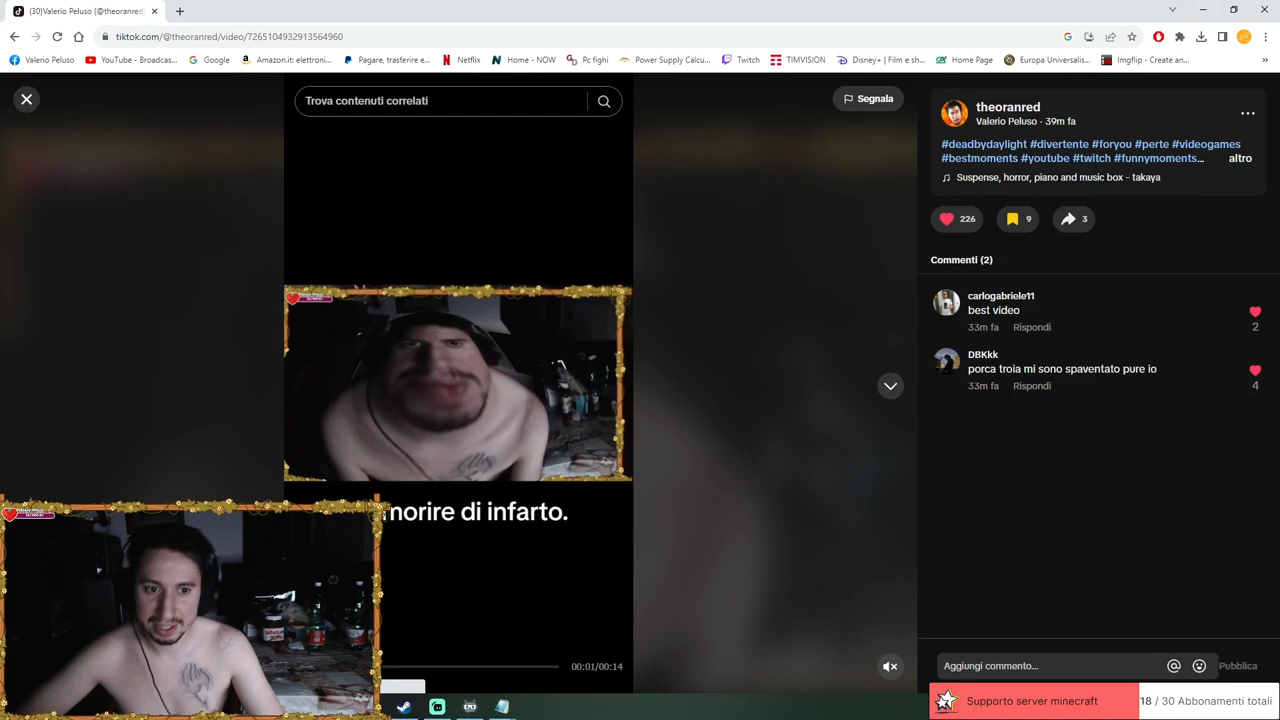 (30)Valerio Peluso (@theoranred
tiktok.com/@theoranred/video/7265104932913564960
Valerio Peluso
YouTube - Broadcas...
Google
Amazon.it: elettroni...
Pagare, trasferire e...
Netflix
Home - NOW
Pc fighi
Power Supply Calcu...
Twitch
TIMVISION
Disney+ | Film e sh...
Home Page
Europa Universalis...
Imgflip - Create an...
Trova contenuti correlati
Segnala
theoranred
Valerio Peluso · 39m fa
#deadbydaylight #divertente #foryou #perte #videogames
#bestmoments #youtube #twitch #funnymoments... altro
Suspense, horror, piano and music box - takaya
226
9
3
Commenti (2)
carlogabriele11
best video
33m fa Rispondi
2
DBKkk
porca troia mi sono spaventato pure io
33m fa Rispondi
4
morire di infarto.
00:01/00:14
Aggiungi commento...
Pubblica
Supporto server minecraft
18 / 30 Abbonamenti totali